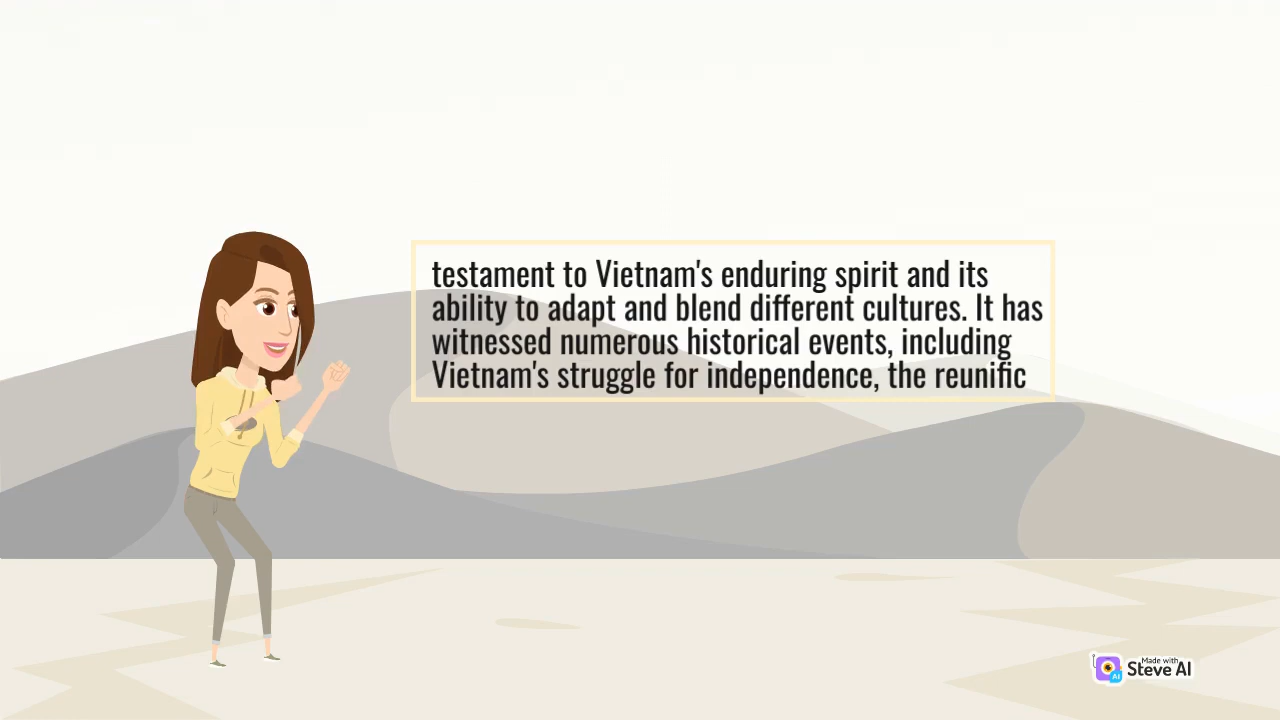 testament to Vietnam's enduring spirit and its
ability to adapt and blend different cultures. It has
witnessed numerous historical events, including
Vietnam's struggle for independence, the reunific
Made with
Steve AI
AI